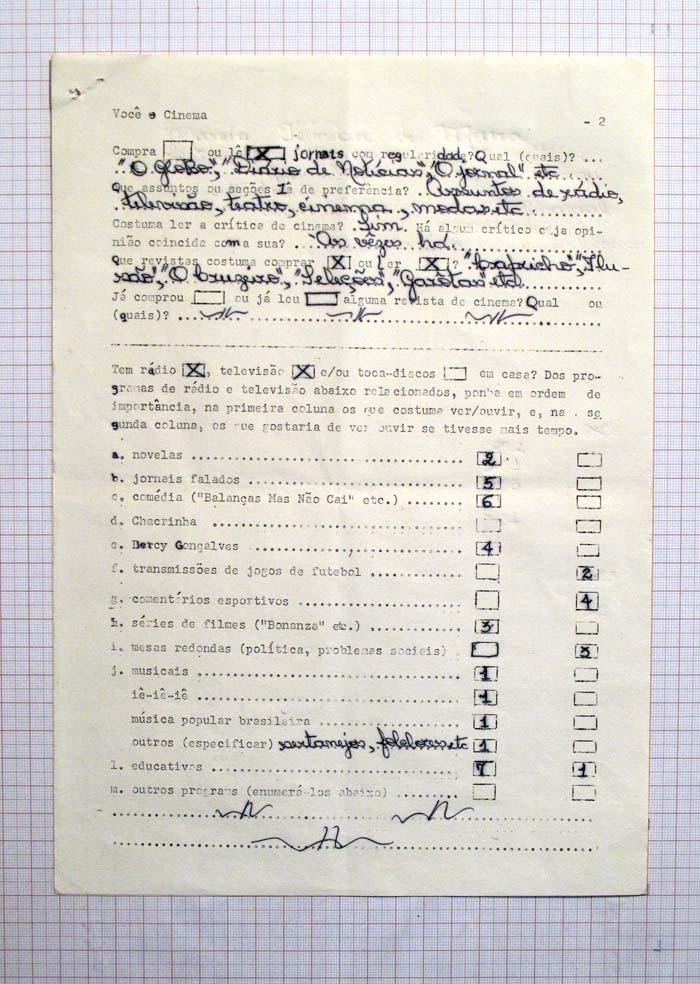 Você e Cinema
- 2
Compra [ ] ou lê [X] jornais com regularidade? Qual (quais)? ...
"O Globo", "Diário de Notícias", "O jornal" etc
Que assuntos ou seções lê de preferência? Assuntos de rádio,
televisão, teatro, cinema, modas etc
Costuma ler a crítica de cinema? Sim. Há algum crítico cuja opi-
nião coincide com a sua? Às vêzes há.
Que revistas costuma comprar [X] ou ler [X]? "Capricho", "Ilu-
são", "O Cruzeiro", "Seleções", "Garôtas" etc.
Já comprou [ ] ou já leu [ ] alguma revista de cinema? Qual ou
(quais)?
Tem rádio [X], televisão [X] e/ou toca-discos [ ] em casa? Dos pro-
gramas de rádio e televisão abaixo relacionados, ponha em ordem de
importância, na primeira coluna os que costuma ver/ouvir, e, na se
gunda coluna, os que gostaria de ver ouvir se tivesse mais tempo.
a. novelas ... 2
b. jornais falados ... 5
c. comédia ("Balanças Mas Não Cai" etc.) ... 6
d. Chacrinha ...
e. Dercy Gonçalves ... 4
f. transmissões de jogos de futebol ... 2
g. comentários esportivos ... 4
h. séries de filmes ("Bonanza" etc.) ... 3
i. mesas redondas (política, problemas sociais) 3
j. musicais ... 1
iê-iê-iê ... 1
música popular brasileira ... 1
outros (especificar) sertanejos, folclores etc 1
l. educativos ... 7 1
m. outros programas (enumerá-los abaixo) ...